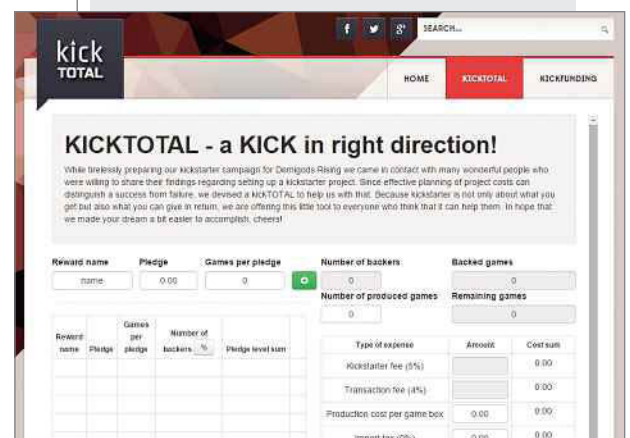 f
g+
SEARCH...
kick
TOTAL
HOME
KICKTOTAL
KICKFUNDING
KICKTOTAL - a KICK in right direction!
While tirelessly preparing our kickstarter campaign for Demigods Rising we came in contact with many wonderful people who
were willing to share their findings regarding setting up a kickstarter project. Since effective planning of project costs can
distinguish a success from failure, we devised a kickTOTAL to help us with that. Because kickstarter is not only about what you
get but also what you can give in return, we are offering this little tool to everyone who think that it can help them. In hope that
we made your dream a bit easier to accomplish, cheers!
Reward name Pledge Games per pledge Number of backers Backed games
name 0.00 0 0 0
Number of produced games Remaining games
0 0
Reward name Pledge Games per pledge Number of backers % Pledge level sum
Type of expense Amount Cost sum
Kickstarter fee (5%) 0.00
Transaction fee (4%) 0.00
Production cost per game box 0.00 0.00
Import tax (0%) 0.00 0.00